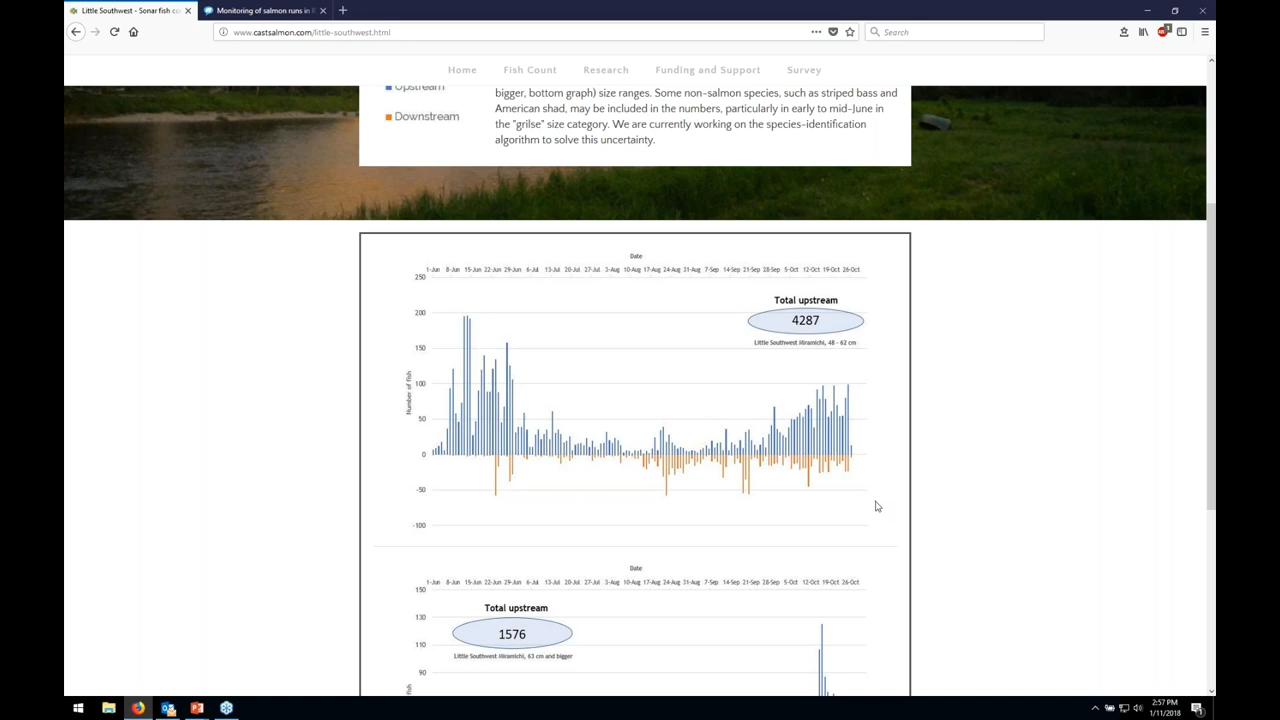 Little Southwest - Sonar fish co
Monitoring of salmon runs in R
www.castsalmon.com/little-southwest.html
Search
Home Fish Count Research Funding and Support Survey
Upstream
Downstream
bigger, bottom graph) size ranges. Some non-salmon species, such as striped bass and
American shad, may be included in the numbers, particularly in early to mid-June in
the "grilse" size category. We are currently working on the species-identification
algorithm to solve this uncertainty.
Date
1-Jun 8-Jun 15-Jun 22-Jun 29-Jun 6-Jul 13-Jul 20-Jul 27-Jul 3-Aug 10-Aug 17-Aug 24-Aug 31-Aug 7-Sep 14-Sep 21-Sep 28-Sep 5-Oct 12-Oct 19-Oct 26-Oct
250
200
150
100
50
0
-50
-100
Number of fish
Total upstream
4287
Little Southwest Miramichi, 48 - 62 cm
Date
1-Jun 8-Jun 15-Jun 22-Jun 29-Jun 6-Jul 13-Jul 20-Jul 27-Jul 3-Aug 10-Aug 17-Aug 24-Aug 31-Aug 7-Sep 14-Sep 21-Sep 28-Sep 5-Oct 12-Oct 19-Oct 26-Oct
150
130
110
90
fish
Total upstream
1576
Little Southwest Miramichi, 63 cm and bigger
2:57 PM
1/11/2018